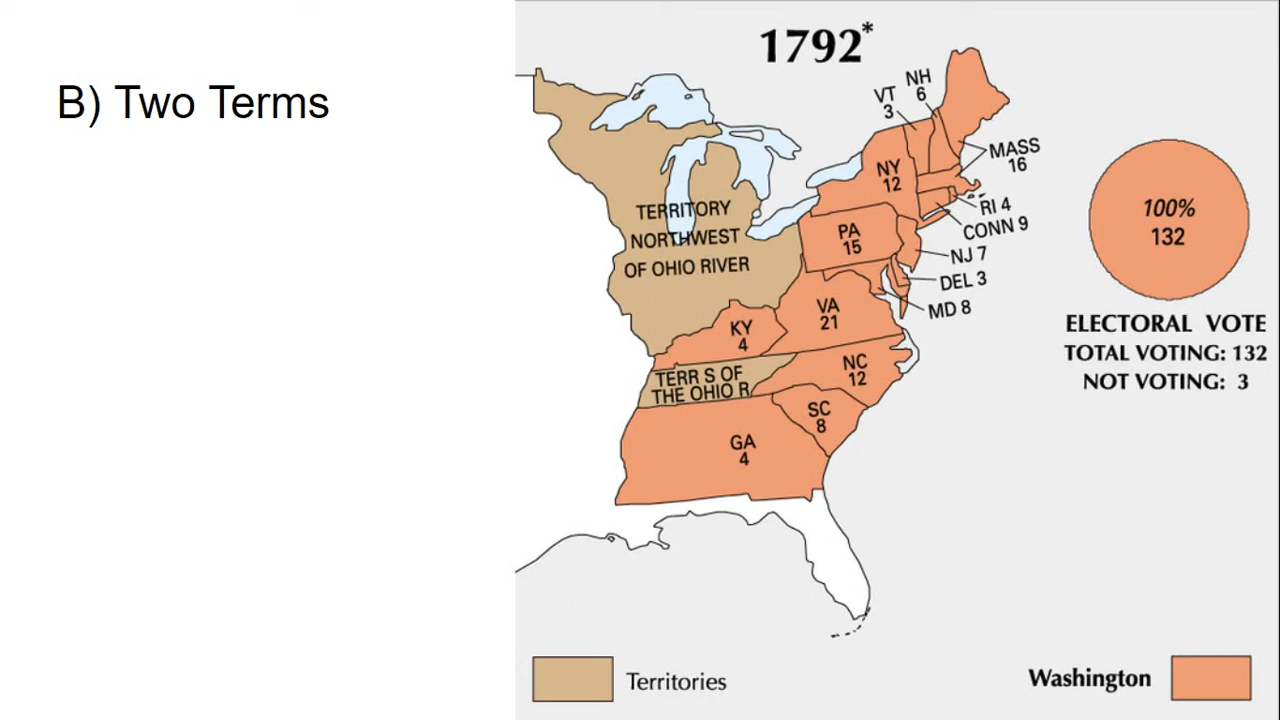 B) Two Terms
1792*
NH
6
VT
3
MASS
16
NY
12
RI 4
CONN 9
PA
15
NJ 7
DEL 3
MD 8
TERRITORY
NORTHWEST
OF OHIO RIVER
VA
21
KY
4
NC
12
TERR S OF
THE OHIO R
SC
8
GA
4
100%
132
ELECTORAL VOTE
TOTAL VOTING: 132
NOT VOTING: 3
Territories
Washington